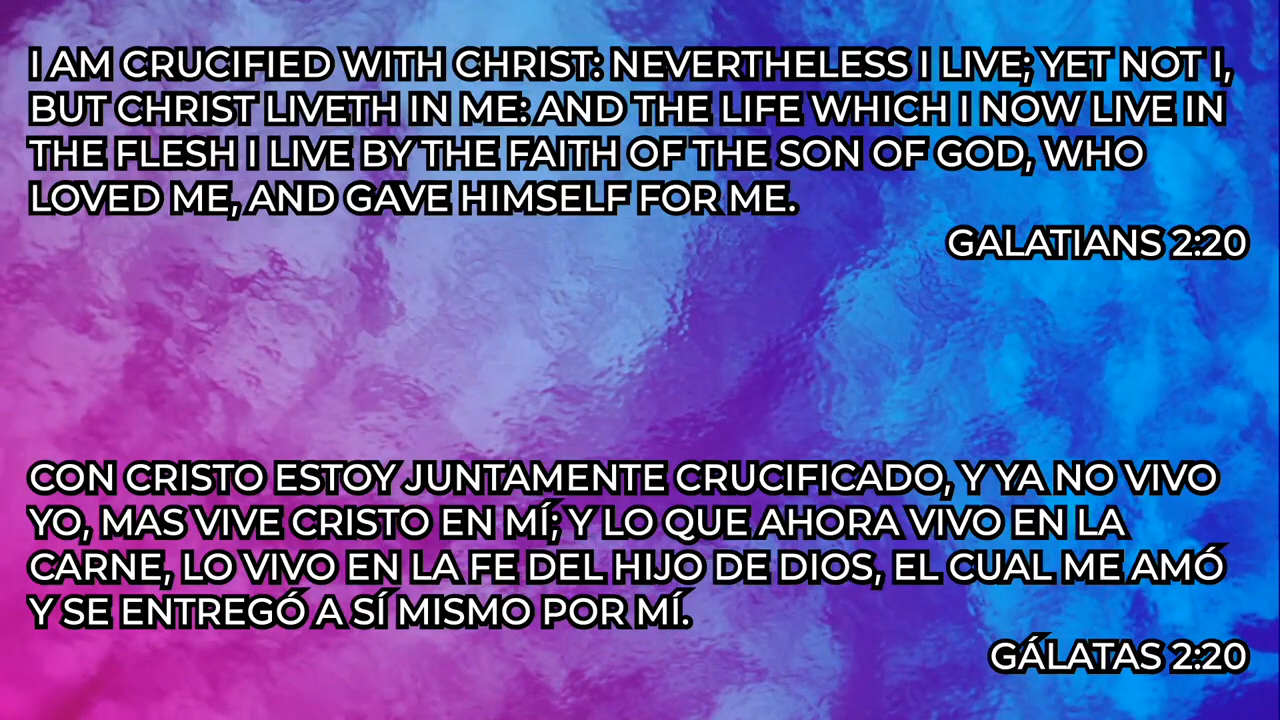 I AM CRUCIFIED WITH CHRIST: NEVERTHELESS I LIVE; YET NOT I,
BUT CHRIST LIVETH IN ME: AND THE LIFE WHICH I NOW LIVE IN
THE FLESH I LIVE BY THE FAITH OF THE SON OF GOD, WHO
LOVED ME, AND GAVE HIMSELF FOR ME.
GALATIANS 2:20
CON CRISTO ESTOY JUNTAMENTE CRUCIFICADO, Y YA NO VIVO
YO, MAS VIVE CRISTO EN MÍ; Y LO QUE AHORA VIVO EN LA
CARNE, LO VIVO EN LA FE DEL HIJO DE DIOS, EL CUAL ME AMÓ
Y SE ENTREGÓ A SÍ MISMO POR MÍ.
GÁLATAS 2:20